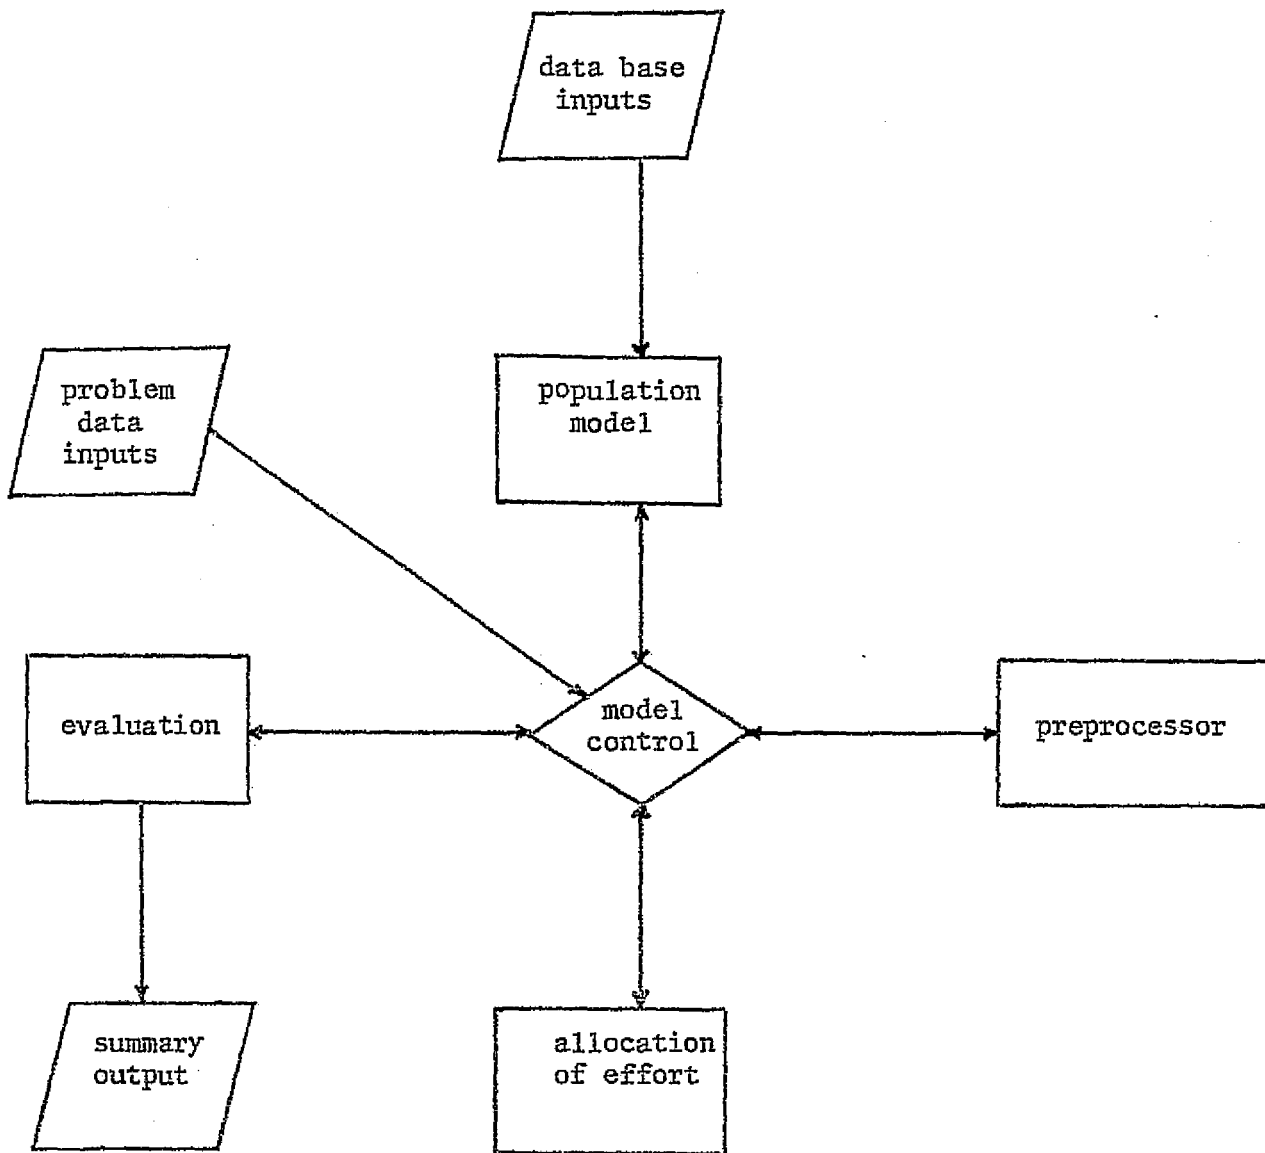 data base
inputs
problem
data
inputs
population
model
evaluation
model
control
preprocessor
summary
output
allocation
of effort